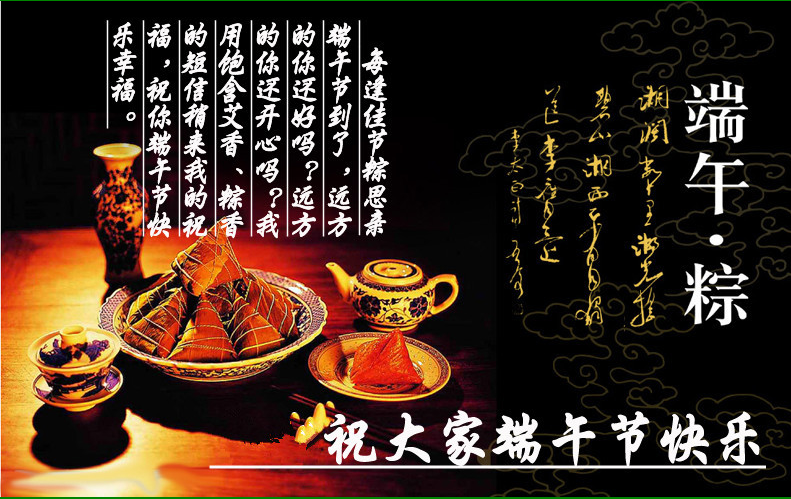 端午·粽
每逢佳节粽思亲
端午节到了，远方
的你还好吗？远方
的你还开心吗？我
用饱含艾香、粽香
的短信稍来我的祝
福，祝你端午节快
乐幸福。
祝大家端午节快乐